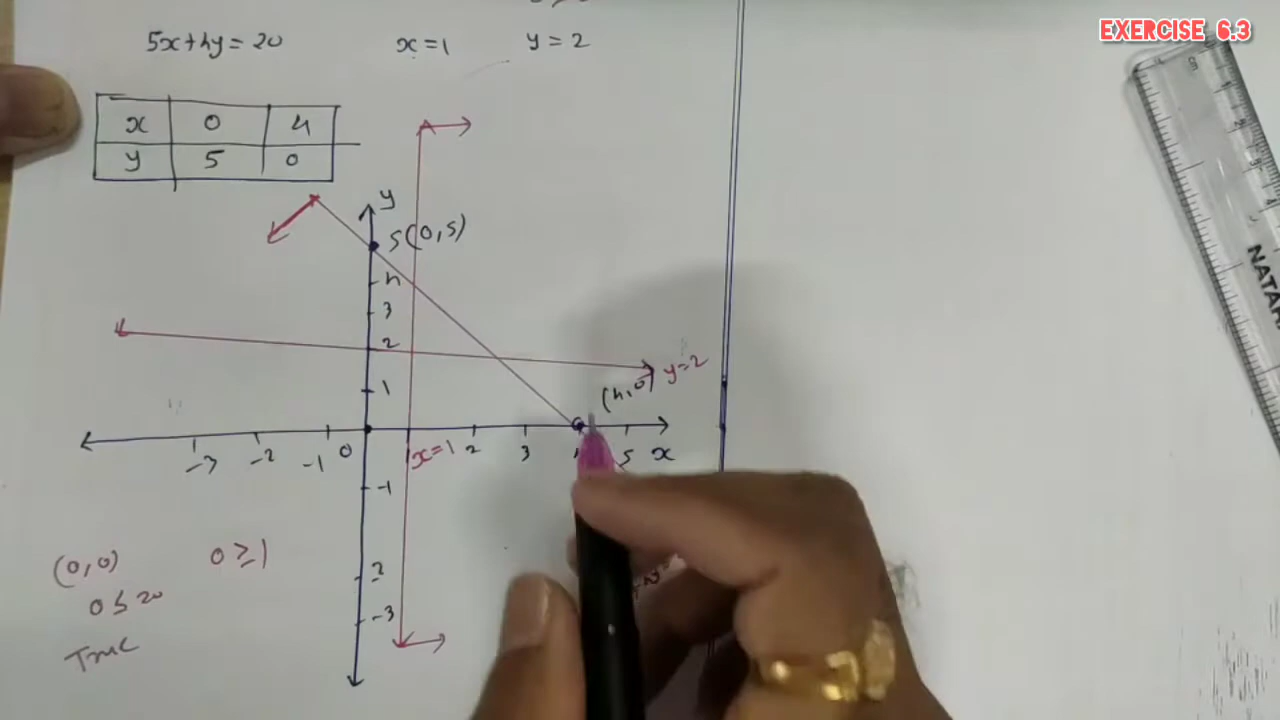 EXERCISE 6.3
5x+4y=20 x=1 y=2
x 0 4
y 5 0
y
5(0,5)
4
3
2
y=2
1
(4,0)
-3 -2 -1 0 x=1 2 3 5 x
-1
-3
(0,0) 0≥1
0≤20
True
NATAR